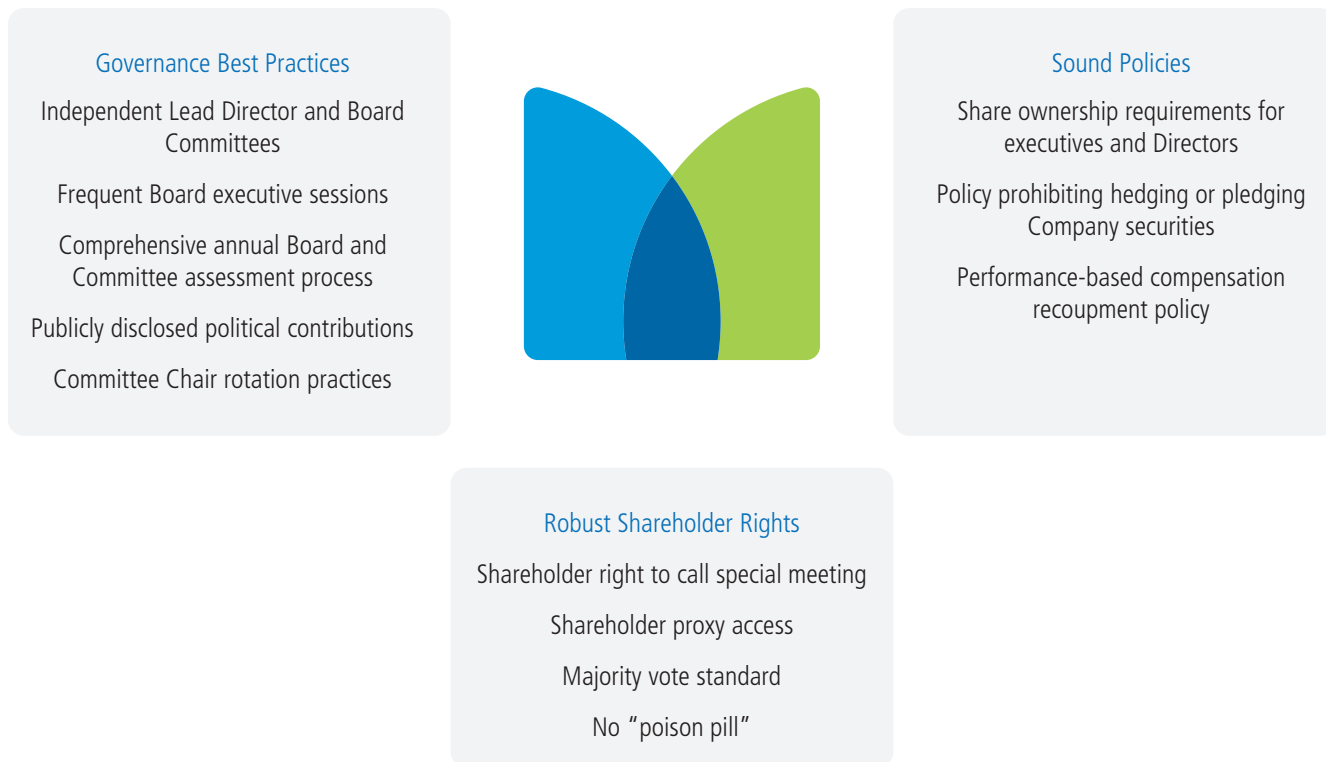 Governance Best Practices
Independent Lead Director and Board
Committees
Frequent Board executive sessions
Comprehensive annual Board and
Committee assessment process
Publicly disclosed political contributions
Committee Chair rotation practices
Sound Policies
Share ownership requirements for
executives and Directors
Policy prohibiting hedging or pledging
Company securities
Performance-based compensation
recoupment policy
Robust Shareholder Rights
Shareholder right to call special meeting
Shareholder proxy access
Majority vote standard
No “poison pill”